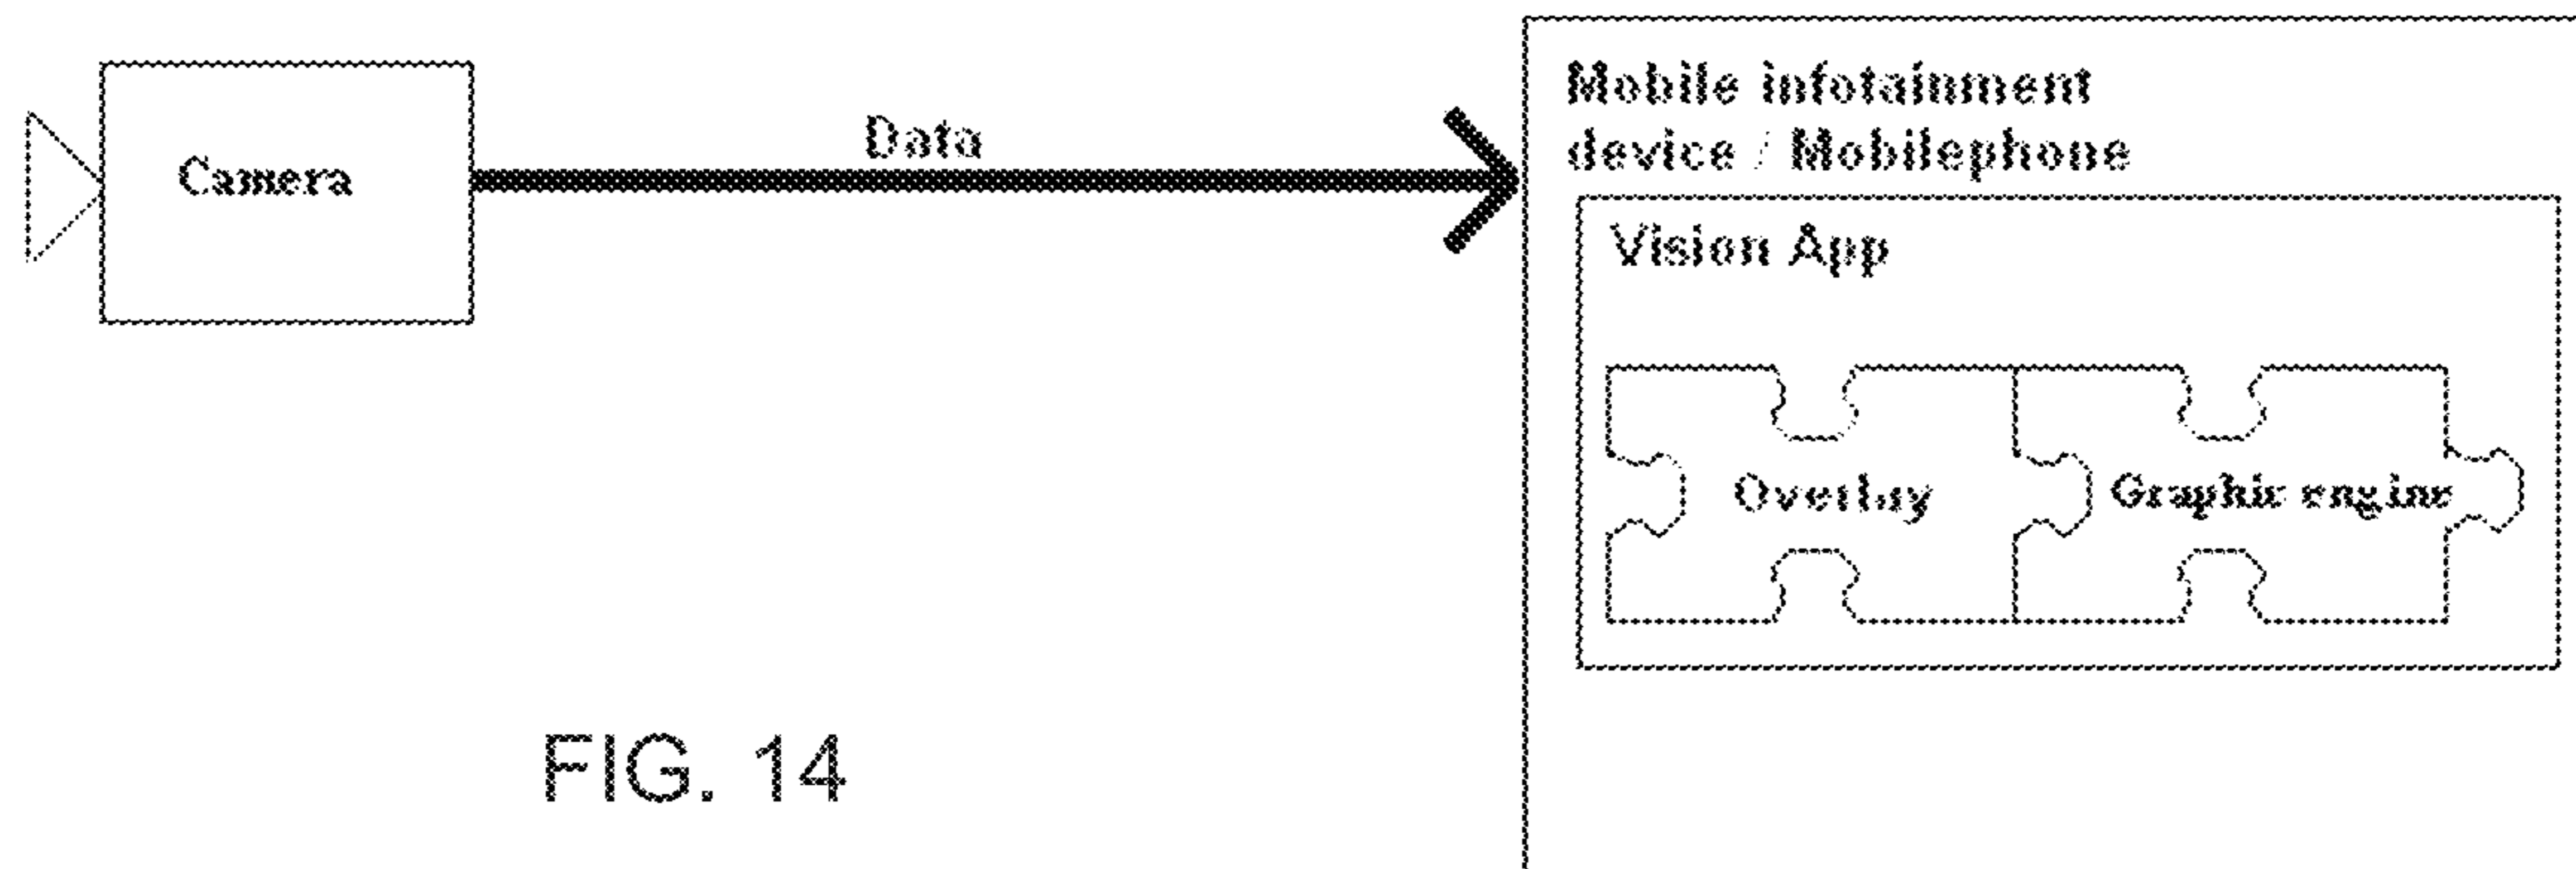 Camera
Data
Mobile infotainment
device / Mobilephone
Vision App
Overlay
Graphic engine
FIG. 14